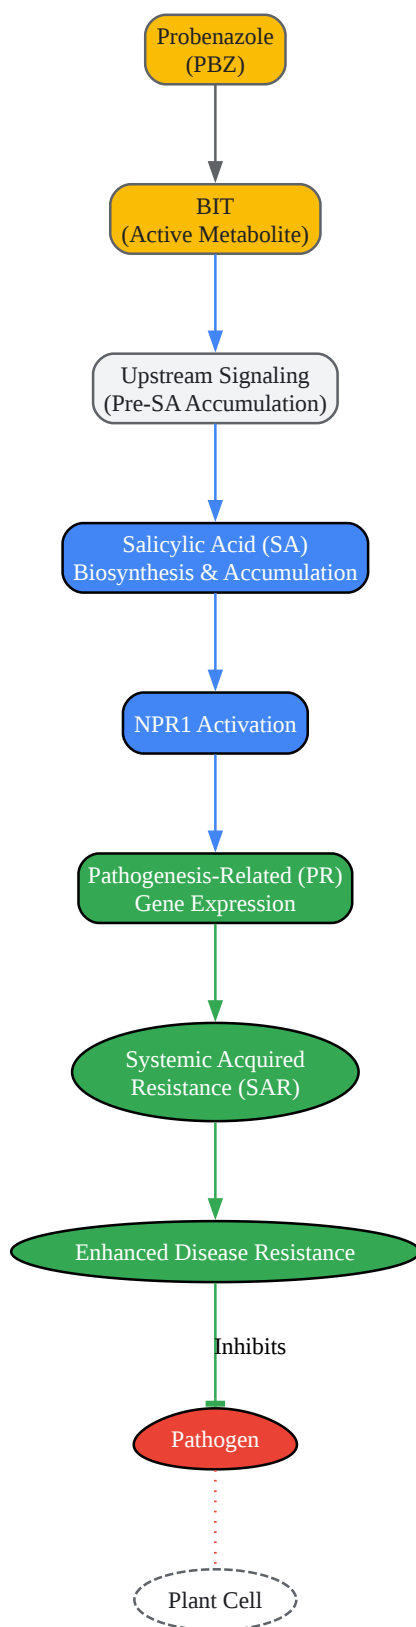 Probenazole
(PBZ)
BIT
(Active Metabolite)
Upstream Signaling
(Pre-SA Accumulation)
Salicylic Acid (SA)
Biosynthesis & Accumulation
NPR1 Activation
Pathogenesis-Related (PR)
Gene Expression
Systemic Acquired
Resistance (SAR)
Enhanced Disease Resistance
Inhibits
Pathogen
Plant Cell